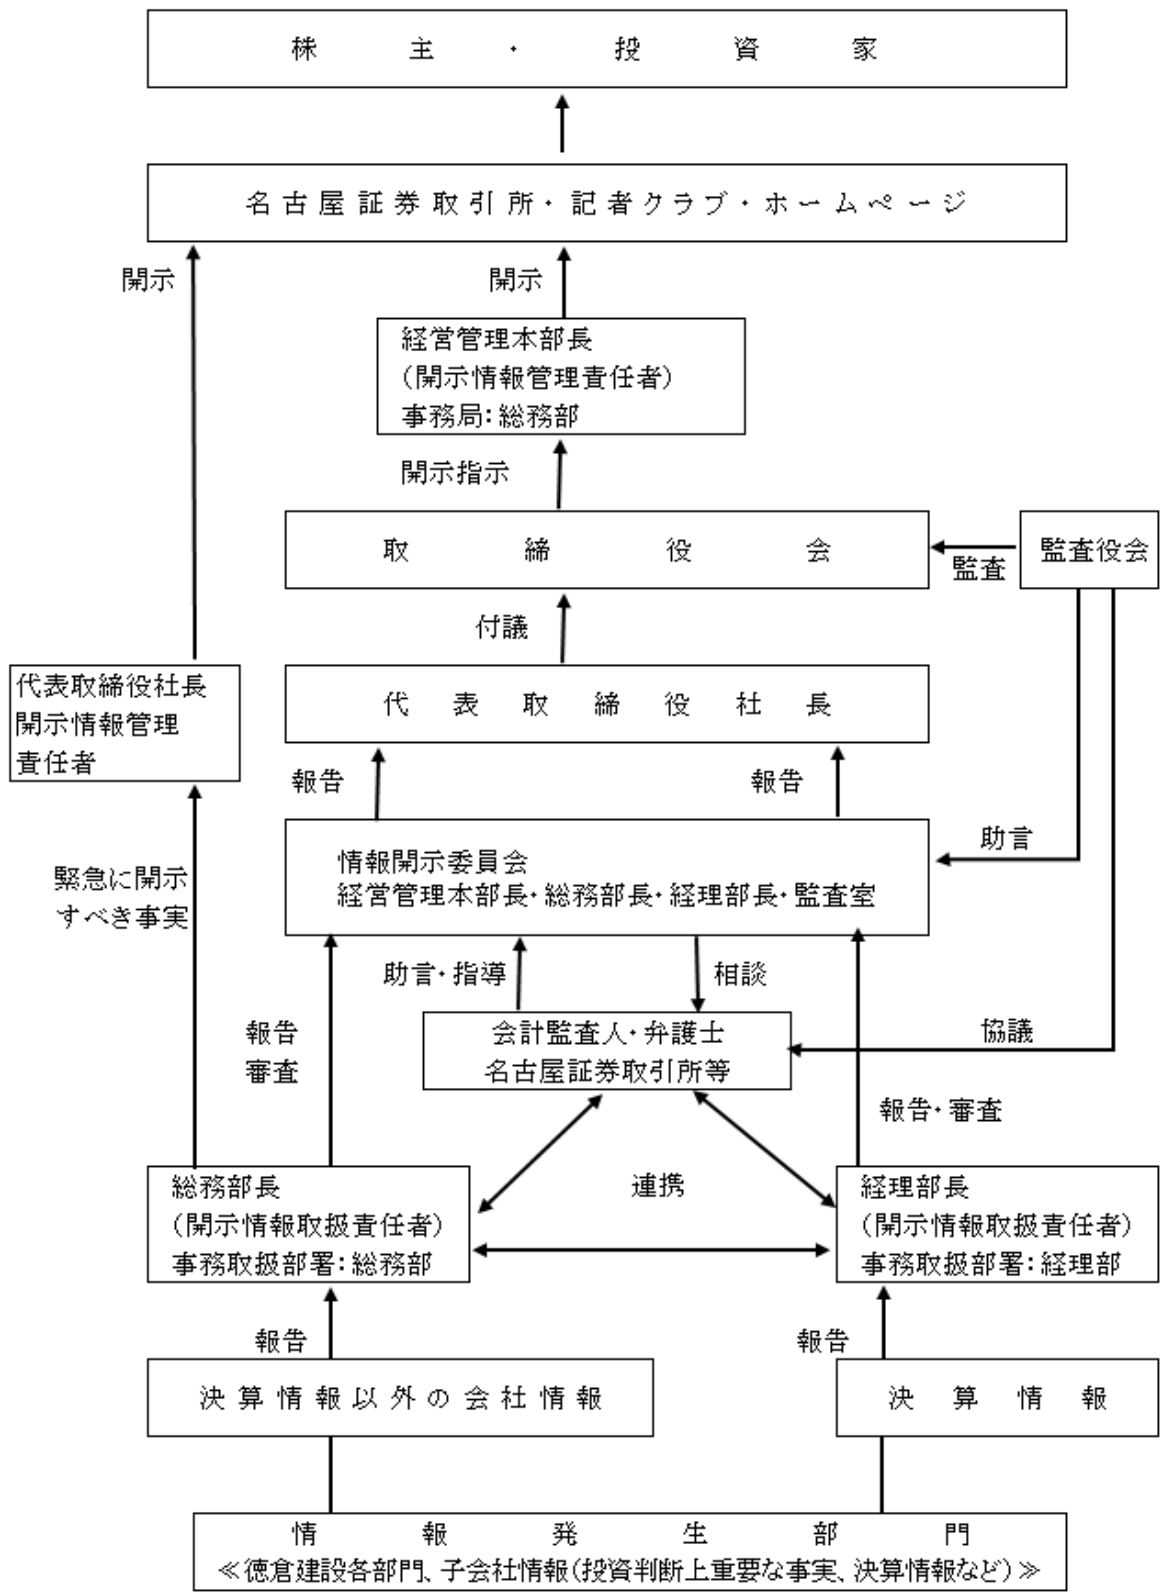 株主・投資家
名古屋証券取引所・記者クラブ・ホームページ
開示
開示
経営管理本部長
(開示情報管理責任者)
事務局:総務部
開示指示
取締役会
監査
監査役会
付議
代表取締役社長
開示情報管理
責任者
代表取締役社長
報告
報告
助言
緊急に開示
すべき事実
情報開示委員会
経営管理本部長・総務部長・経理部長・監査室
助言・指導
相談
報告
審査
会計監査人・弁護士
名古屋証券取引所等
協議
報告・審査
連携
総務部長
(開示情報取扱責任者)
事務取扱部署:総務部
経理部長
(開示情報取扱責任者)
事務取扱部署:経理部
報告
報告
決算情報以外の会社情報
決算情報
情報発生部門
≪徳倉建設各部門、子会社情報(投資判断上重要な事実、決算情報など)≫